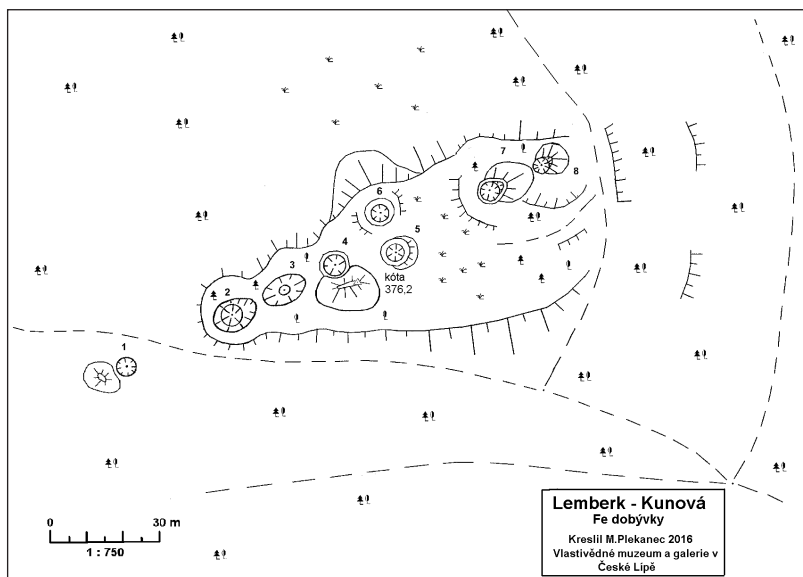 7
8
6
5
4
kóta
376,2
3
2
1
0 30 m
1 : 750
Lemberk - Kunová
Fe dobývky
Kreslil M.Plekanec 2016
Vlastivědné muzeum a galerie v
České Lípě